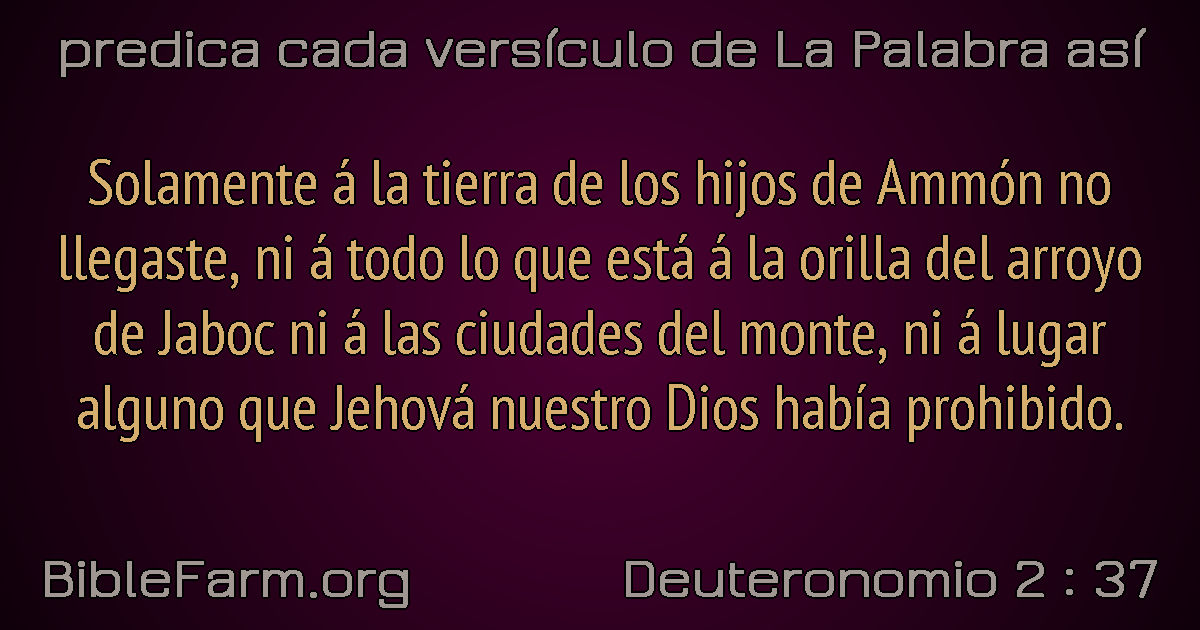 predica cada versículo de La Palabra así
Solamente á la tierra de los hijos de Ammón no
llegaste, ni á todo lo que está á la orilla del arroyo
de Jaboc ni á las ciudades del monte, ni á lugar
alguno que Jehová nuestro Dios había prohibido.
BibleFarm.org
Deuteronomio 2 : 37